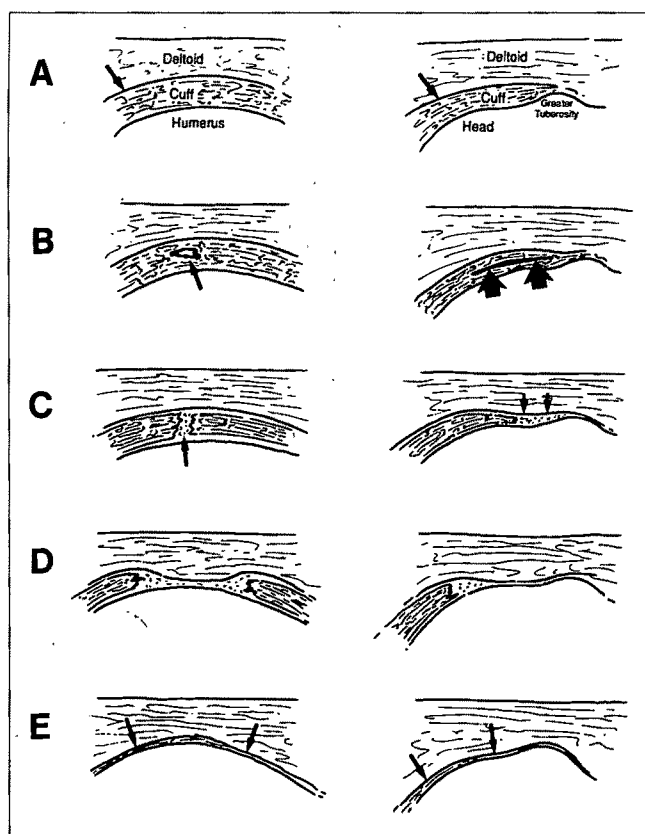 A
Deltoid
Cuff
Humerus
Deltoid
Cuff
Head
Greater
Tuberosity
B
C
D
E